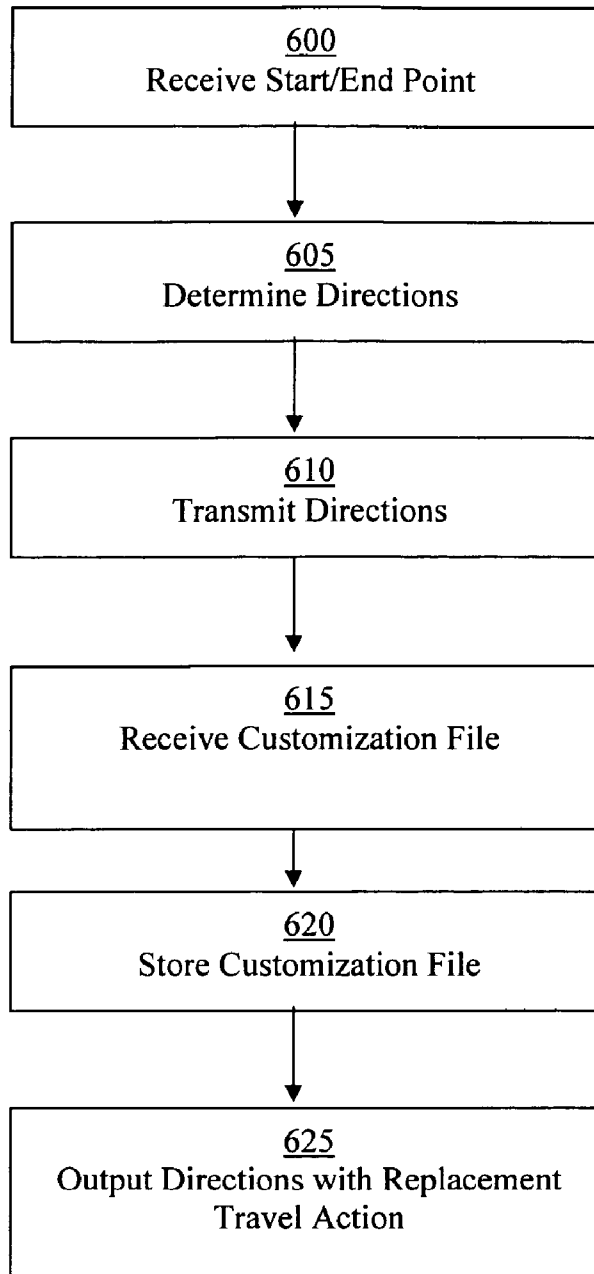 600
Receive Start/End Point
605
Determine Directions
610
Transmit Directions
615
Receive Customization File
620
Store Customization File
625
Output Directions with Replacement
Travel Action